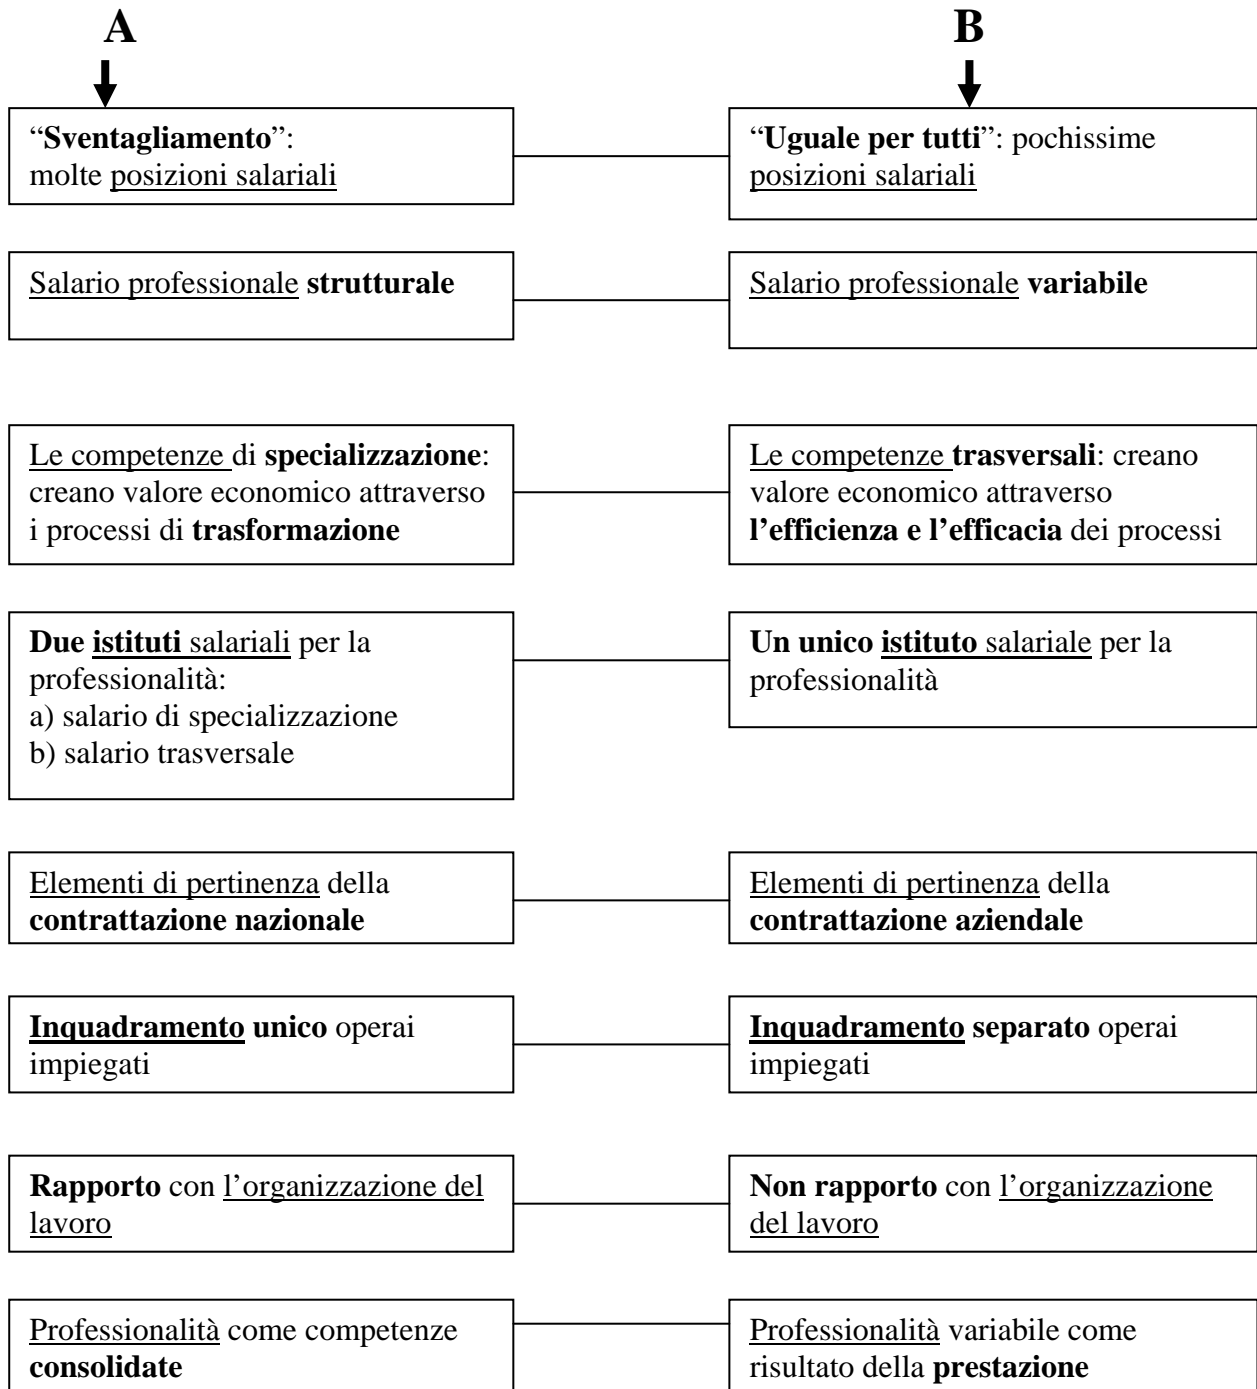 A
B
“Sventagliamento”:
molte posizioni salariali
“Uguale per tutti”: pochissime
posizioni salariali
Salario professionale strutturale
Salario professionale variabile
Le competenze di specializzazione:
creano valore economico attraverso
i processi di trasformazione
Le competenze trasversali: creano
valore economico attraverso
l’efficienza e l’efficacia dei processi
Due istituti salariali per la
professionalità:
a) salario di specializzazione
b) salario trasversale
Un unico istituto salariale per la
professionalità
Elementi di pertinenza della
contrattazione nazionale
Elementi di pertinenza della
contrattazione aziendale
Inquadramento unico operai
impiegati
Inquadramento separato operai
impiegati
Rapporto con l’organizzazione del
lavoro
Non rapporto con l’organizzazione
del lavoro
Professionalità come competenze
consolidate
Professionalità variabile come
risultato della prestazione